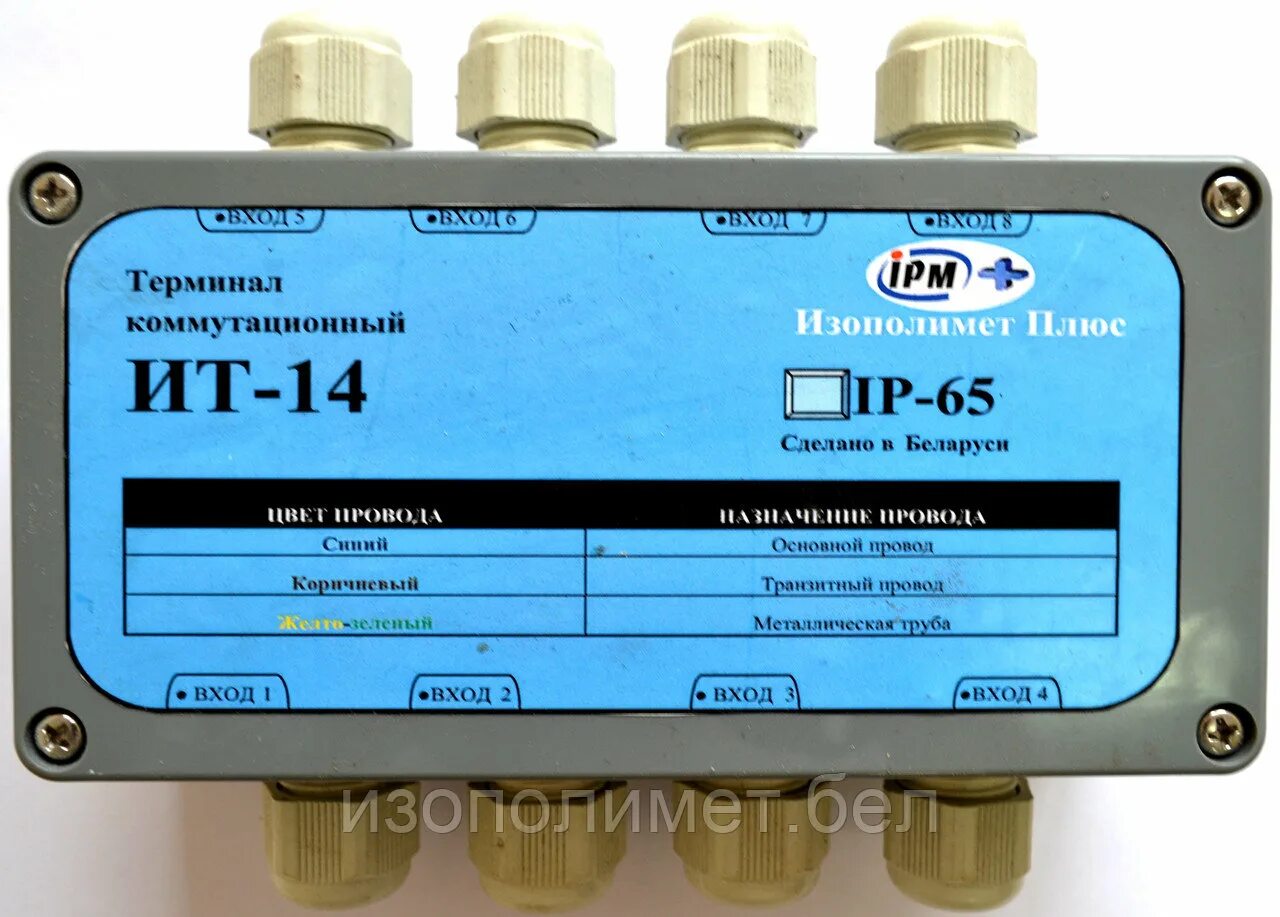 •ВХОД 5 •ВХОД 6 •ВХОД 7 •ВХОД 8
Терминал
коммутационный
ИТ-14
iPM
Изополимет Плюс
IP-65
Сделано в Беларуси
ЦВЕТ ПРОВОДА НАЗНАЧЕНИЕ ПРОВОДА
Синий Основной провод
Коричневый Транзитный провод
Желто-зеленый Металлическая труба
•ВХОД 1 •ВХОД 2 •ВХОД 3 •ВХОД 4
изополимет.бел